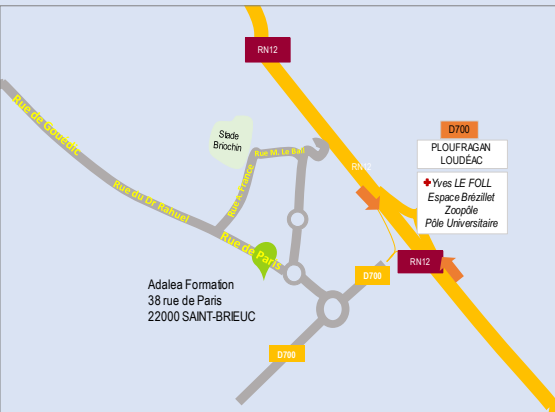 RN12
Rue de Gouédic
Stade
Briochin
Rue M. Le Bail
RN12
D700
PLOUFRAGAN
LOUDÉAC
Yves LE FOLL
Espace Brézillet
Zoopôle
Pôle Universitaire
Rue du Dr Rahuel
Rue de Paris
RN12
D700
Adalea Formation
38 rue de Paris
22000 SAINT-BRIEUC
D700